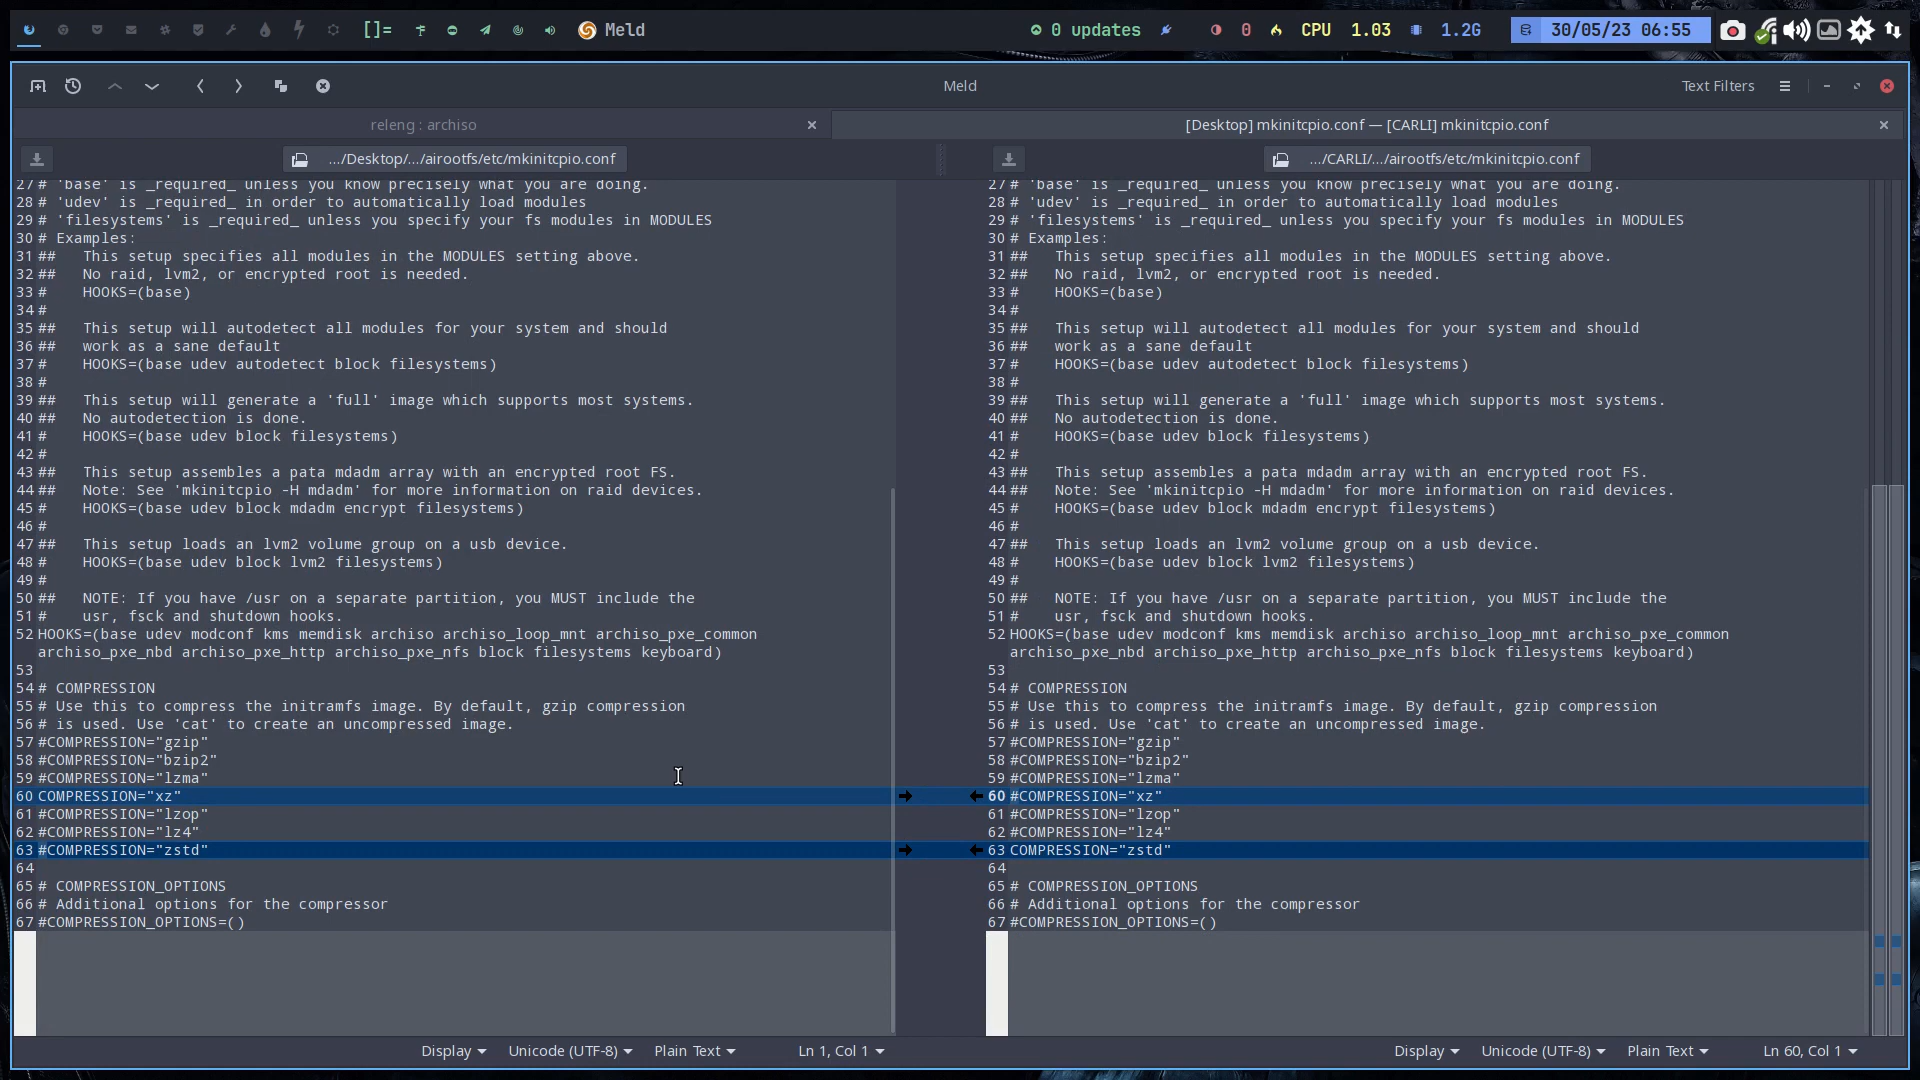 []= Meld 0 updates 0 CPU 1.03 1.2G 30/05/23 06:55
Meld Text Filters
releng : archiso [Desktop] mkinitcpio.conf — [CARLI] mkinitcpio.conf
.../Desktop/.../airootfs/etc/mkinitcpio.conf
27 # 'base' is _required_ unless you know precisely what you are doing.
28 # 'udev' is _required_ in order to automatically load modules
29 # 'filesystems' is _required_ unless you specify your fs modules in MODULES
30 # Examples:
31 ##   This setup specifies all modules in the MODULES setting above.
32 ##   No raid, lvm2, or encrypted root is needed.
33 #    HOOKS=(base)
34 #
35 ##   This setup will autodetect all modules for your system and should
36 ##   work as a sane default
37 #    HOOKS=(base udev autodetect block filesystems)
38 #
39 ##   This setup will generate a 'full' image which supports most systems.
40 ##   No autodetection is done.
41 #    HOOKS=(base udev block filesystems)
42 #
43 ##   This setup assembles a pata mdadm array with an encrypted root FS.
44 ##   Note: See 'mkinitcpio -H mdadm' for more information on raid devices.
45 #    HOOKS=(base udev block mdadm encrypt filesystems)
46 #
47 ##   This setup loads an lvm2 volume group on a usb device.
48 #    HOOKS=(base udev block lvm2 filesystems)
49 #
50 ##   NOTE: If you have /usr on a separate partition, you MUST include the
51 #    usr, fsck and shutdown hooks.
52 HOOKS=(base udev modconf kms memdisk archiso archiso_loop_mnt archiso_pxe_common
archiso_pxe_nbd archiso_pxe_http archiso_pxe_nfs block filesystems keyboard)
53
54 # COMPRESSION
55 # Use this to compress the initramfs image. By default, gzip compression
56 # is used. Use 'cat' to create an uncompressed image.
57 #COMPRESSION="gzip"
58 #COMPRESSION="bzip2"
59 #COMPRESSION="lzma"
60 COMPRESSION="xz"
61 #COMPRESSION="lzop"
62 #COMPRESSION="lz4"
63 #COMPRESSION="zstd"
64
65 # COMPRESSION_OPTIONS
66 # Additional options for the compressor
67 #COMPRESSION_OPTIONS=()
Display Unicode (UTF-8) Plain Text Ln 1, Col 1
.../CARLI/.../airootfs/etc/mkinitcpio.conf
27 # 'base' is _required_ unless you know precisely what you are doing.
28 # 'udev' is _required_ in order to automatically load modules
29 # 'filesystems' is _required_ unless you specify your fs modules in MODULES
30 # Examples:
31 ##   This setup specifies all modules in the MODULES setting above.
32 ##   No raid, lvm2, or encrypted root is needed.
33 #    HOOKS=(base)
34 #
35 ##   This setup will autodetect all modules for your system and should
36 ##   work as a sane default
37 #    HOOKS=(base udev autodetect block filesystems)
38 #
39 ##   This setup will generate a 'full' image which supports most systems.
40 ##   No autodetection is done.
41 #    HOOKS=(base udev block filesystems)
42 #
43 ##   This setup assembles a pata mdadm array with an encrypted root FS.
44 ##   Note: See 'mkinitcpio -H mdadm' for more information on raid devices.
45 #    HOOKS=(base udev block mdadm encrypt filesystems)
46 #
47 ##   This setup loads an lvm2 volume group on a usb device.
48 #    HOOKS=(base udev block lvm2 filesystems)
49 #
50 ##   NOTE: If you have /usr on a separate partition, you MUST include the
51 #    usr, fsck and shutdown hooks.
52 HOOKS=(base udev modconf kms memdisk archiso archiso_loop_mnt archiso_pxe_common
archiso_pxe_nbd archiso_pxe_http archiso_pxe_nfs block filesystems keyboard)
53
54 # COMPRESSION
55 # Use this to compress the initramfs image. By default, gzip compression
56 # is used. Use 'cat' to create an uncompressed image.
57 #COMPRESSION="gzip"
58 #COMPRESSION="bzip2"
59 #COMPRESSION="lzma"
60 #COMPRESSION="xz"
61 #COMPRESSION="lzop"
62 #COMPRESSION="lz4"
63 COMPRESSION="zstd"
64
65 # COMPRESSION_OPTIONS
66 # Additional options for the compressor
67 #COMPRESSION_OPTIONS=()
Display Unicode (UTF-8) Plain Text Ln 60, Col 1